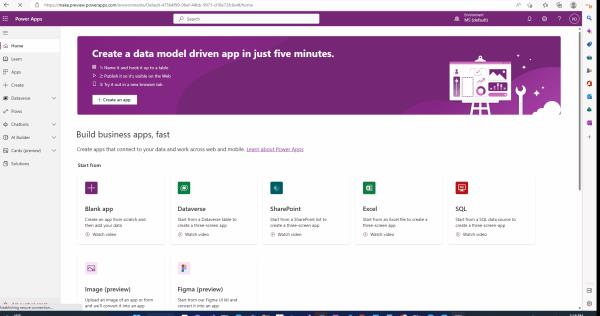 https://make.preview.powerapps.com/environments/Default-
Power Apps
Search
Environment
MS (default)
Home
Learn
Apps
Create
Dataverse
Flows
Chatbots
AI Builder
Cards (preview)
Solutions
Create a data model driven app in just five minutes.
1: Name it and hook it up to a table
2: Publish it so it's visible on the Web
3: Try it out in a new browser tab
+ Create an app
Build business apps, fast
Create apps that connect to your data and work across web and mobile. Learn about Power Apps
Start from
Blank app
Create an app from scratch and
then add your data
Watch video
Dataverse
Start from a Dataverse table to
create a three-screen app
Watch video
SharePoint
Start from a SharePoint list to
create a three-screen app
Watch video
Excel
Start from an Excel file to create a
three-screen app
Watch video
SQL
Start from a SQL data source to
create a three-screen app
Watch video
Image (preview)
Upload an image of an app or form
and we'll convert it into an app
Figma (preview)
Start from our Figma UI kit and
convert it into an app
Establishing secure connection...